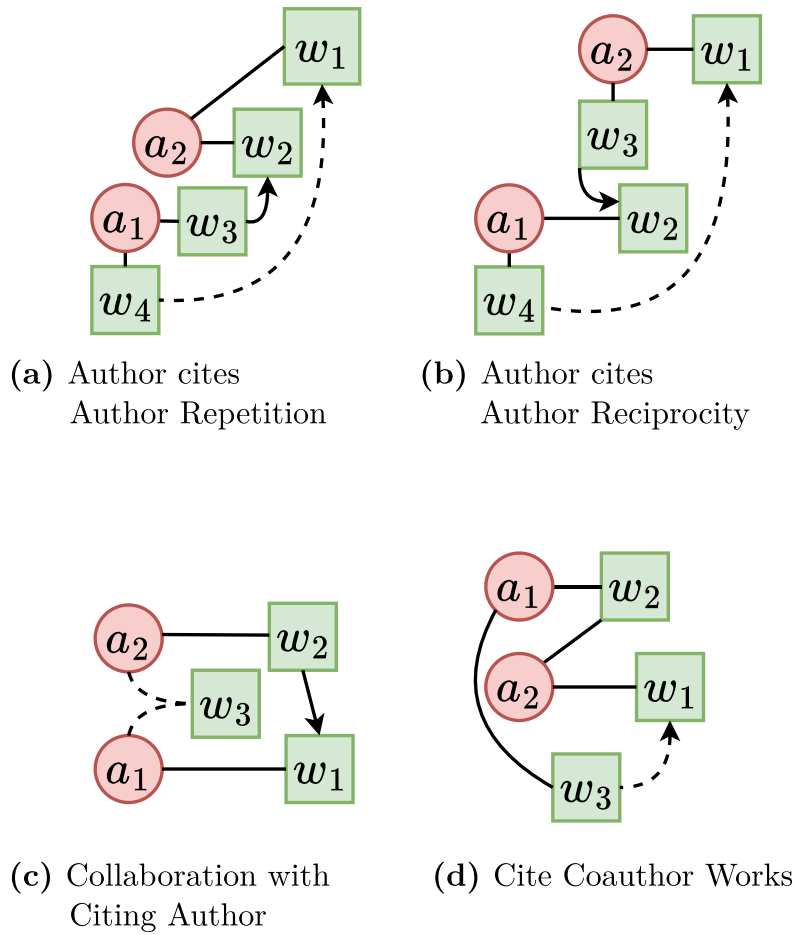 w₁
a₂
w₂
a₁
w₃
w₄
(a) Author cites
Author Repetition
a₂
w₁
w₃
a₁
w₂
w₄
(b) Author cites
Author Reciprocity
a₂
w₂
w₃
a₁
w₁
(c) Collaboration with
Citing Author
a₁
w₂
a₂
w₁
w₃
(d) Cite Coauthor Works